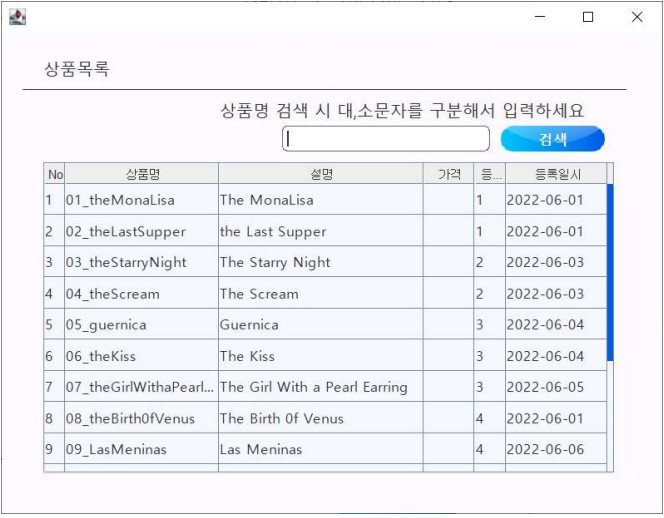 상품목록
상품명 검색 시 대,소문자를 구분해서 입력하세요
검색
No 상품명 설명 가격 등... 등록일시
1 01_theMonaLisa The MonaLisa 1 2022-06-01
2 02_theLastSupper the Last Supper 1 2022-06-01
3 03_theStarryNight The Starry Night 2 2022-06-03
4 04_theScream The Scream 2 2022-06-03
5 05_guernica Guernica 3 2022-06-04
6 06_theKiss The Kiss 3 2022-06-04
7 07_theGirlWithaPearl... The Girl With a Pearl Earring 3 2022-06-05
8 08_theBirth0fVenus The Birth 0f Venus 4 2022-06-01
9 09_LasMeninas Las Meninas 4 2022-06-06